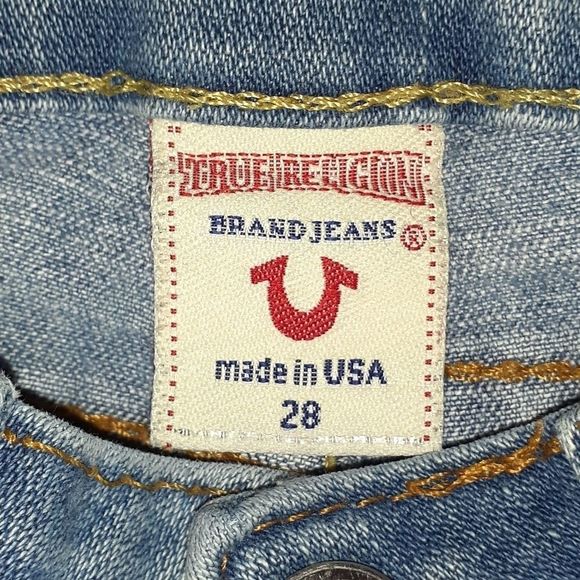 TRUE RELIGION
BRAND JEANS ®
made in USA
28